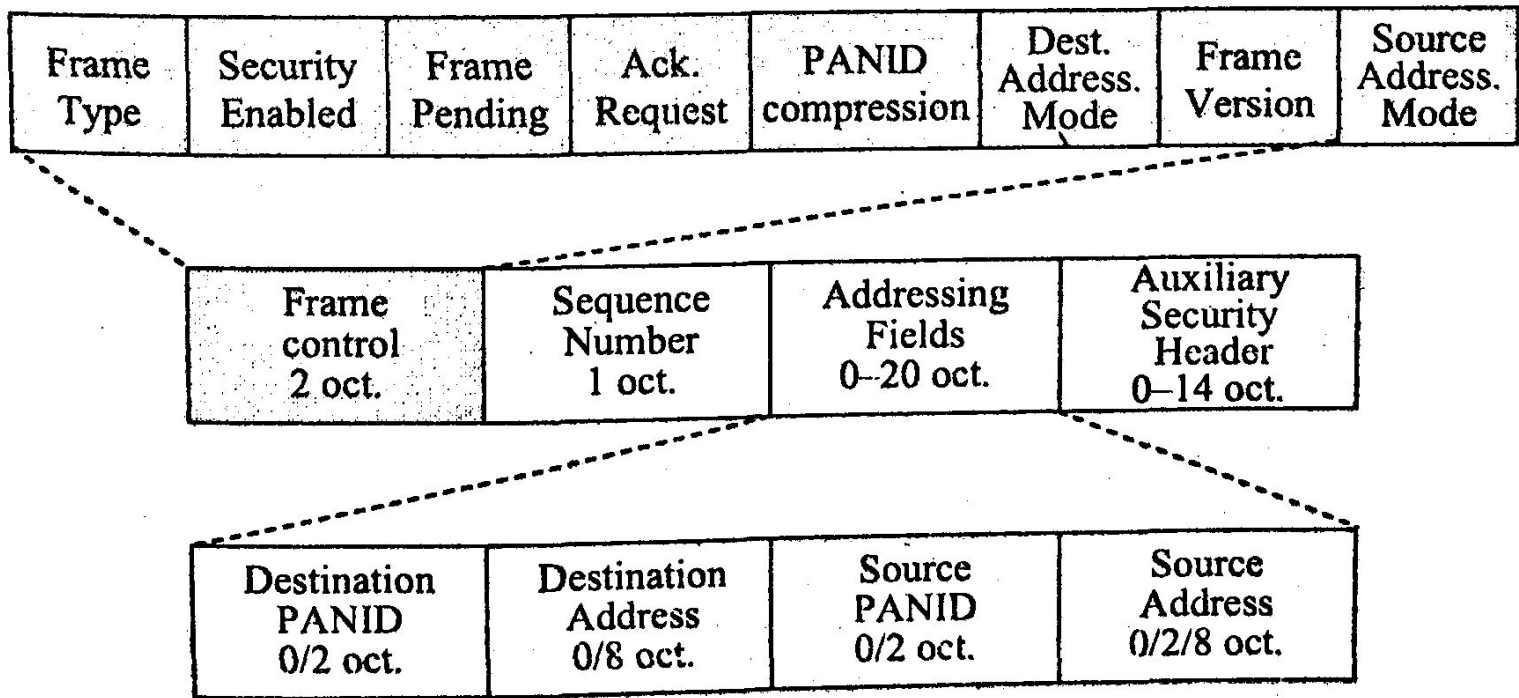 Frame
Type
Security
Enabled
Frame
Pending
Ack.
Request
PANID
compression
Dest.
Address.
Mode
Frame
Version
Source
Address.
Mode
Frame
control
2 oct.
Sequence
Number
1 oct.
Addressing
Fields
0–20 oct.
Auxiliary
Security
Header
0–14 oct.
Destination
PANID
0/2 oct.
Destination
Address
0/8 oct.
Source
PANID
0/2 oct.
Source
Address
0/2/8 oct.